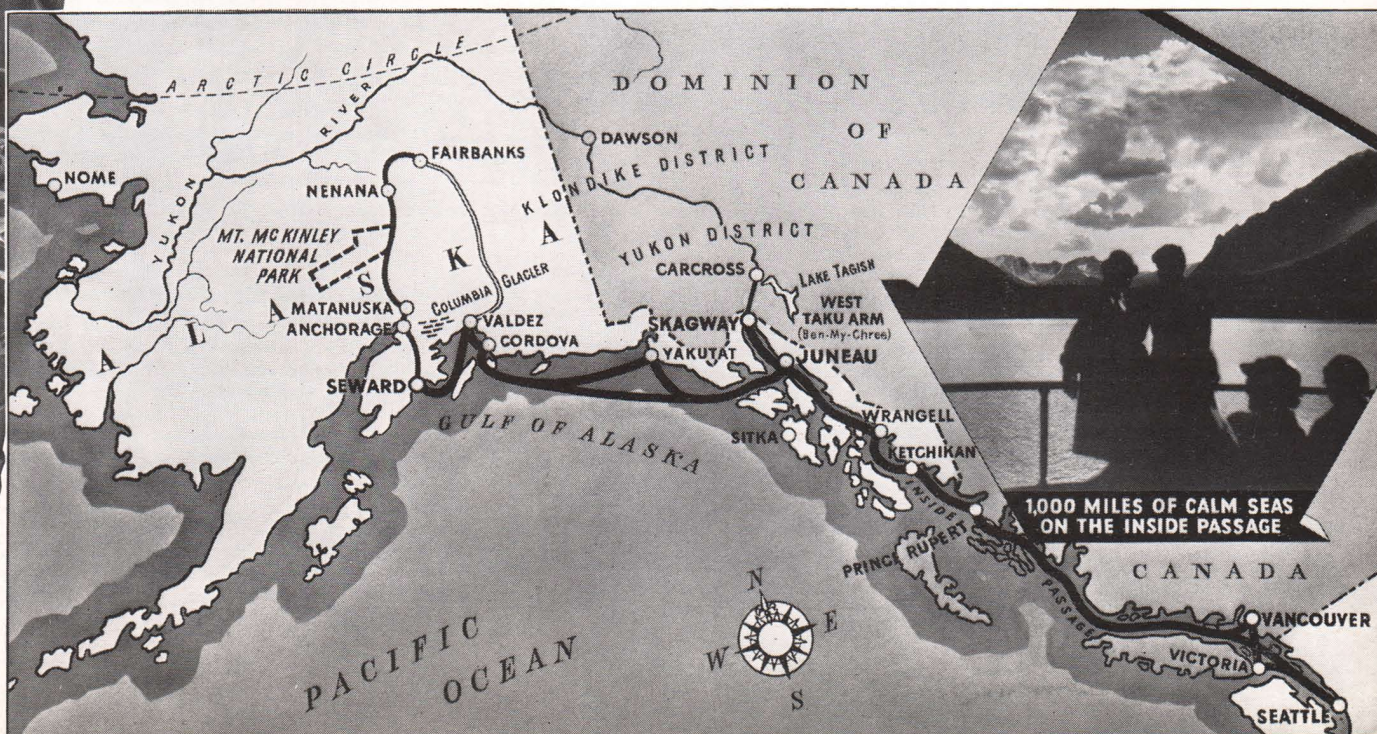 ARCTIC CIRCLE
DOMINION
OF
CANADA
YUKON RIVER
NOME
FAIRBANKS
NENANA
DAWSON
KLONDIKE DISTRICT
YUKON DISTRICT
MT. McKINLEY
NATIONAL
PARK
ALASKA
CARCROSS
LAKE TAGISH
WEST
TAKU ARM
(Ben-My-Chree)
MATANUSKA
ANCHORAGE
COLUMBIA GLACIER
VALDEZ
CORDOVA
SKAGWAY
YAKUTAT
JUNEAU
SEWARD
GULF OF ALASKA
SITKA
WRANGELL
KETCHIKAN
INSIDE PASSAGE
PRINCE RUPERT
1,000 MILES OF CALM SEAS
ON THE INSIDE PASSAGE
CANADA
PACIFIC
OCEAN
N
E
W
S
VANCOUVER
VICTORIA
SEATTLE